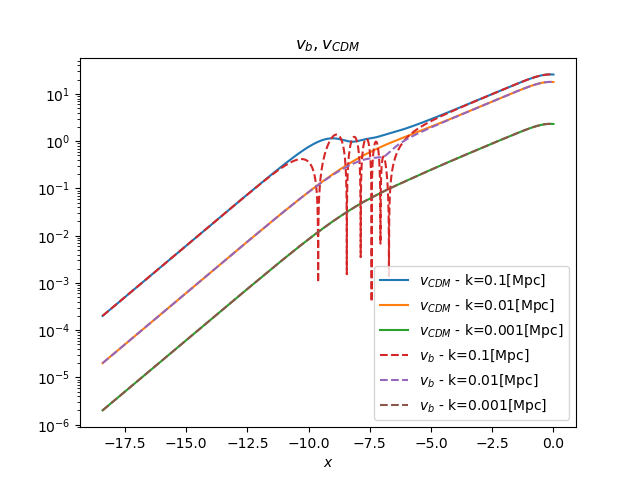 v_b, v_CDM
10^1
10^0
10^−1
10^−2
10^−3
10^−4
10^−5
10^−6
v_CDM - k=0.1[Mpc]
v_CDM - k=0.01[Mpc]
v_CDM - k=0.001[Mpc]
v_b - k=0.1[Mpc]
v_b - k=0.01[Mpc]
v_b - k=0.001[Mpc]
−17.5 −15.0 −12.5 −10.0 −7.5 −5.0 −2.5 0.0
x